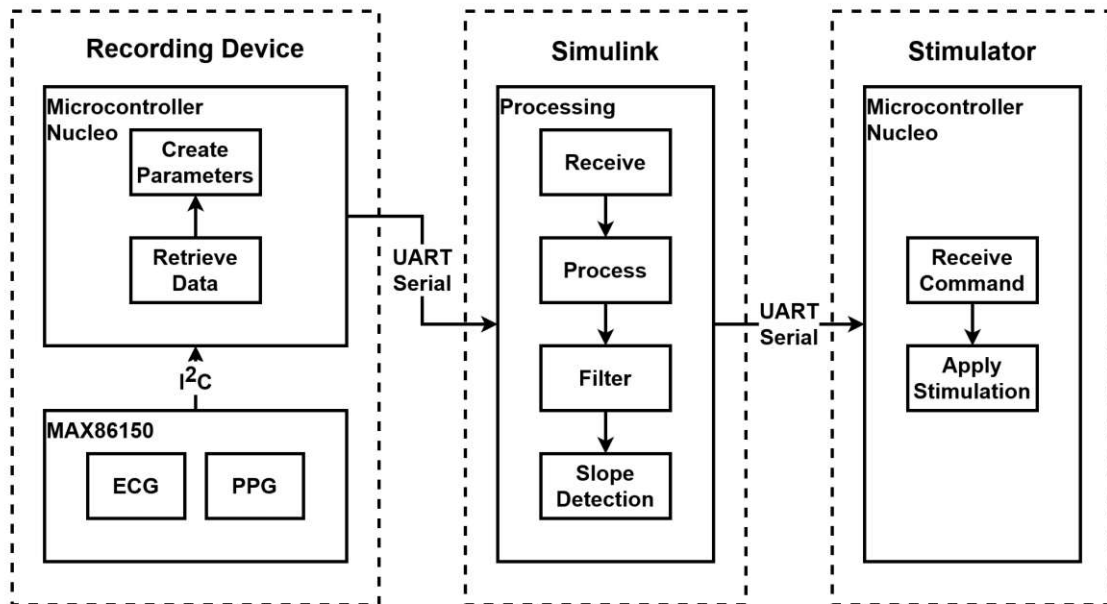 Recording Device
Microcontroller
Nucleo
Create
Parameters
Retrieve
Data
I²C
MAX86150
ECG
PPG
UART
Serial
Simulink
Processing
Receive
Process
Filter
Slope
Detection
UART
Serial
Stimulator
Microcontroller
Nucleo
Receive
Command
Apply
Stimulation